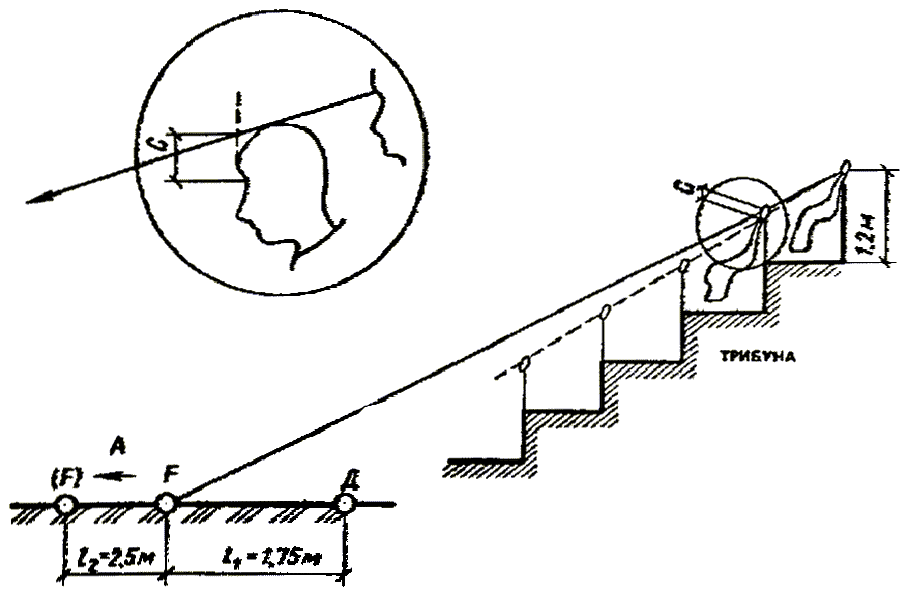 C
C
1,2м
ТРИБУНА
A
(F) F Д
l₂=2,5м l₁=1,75м